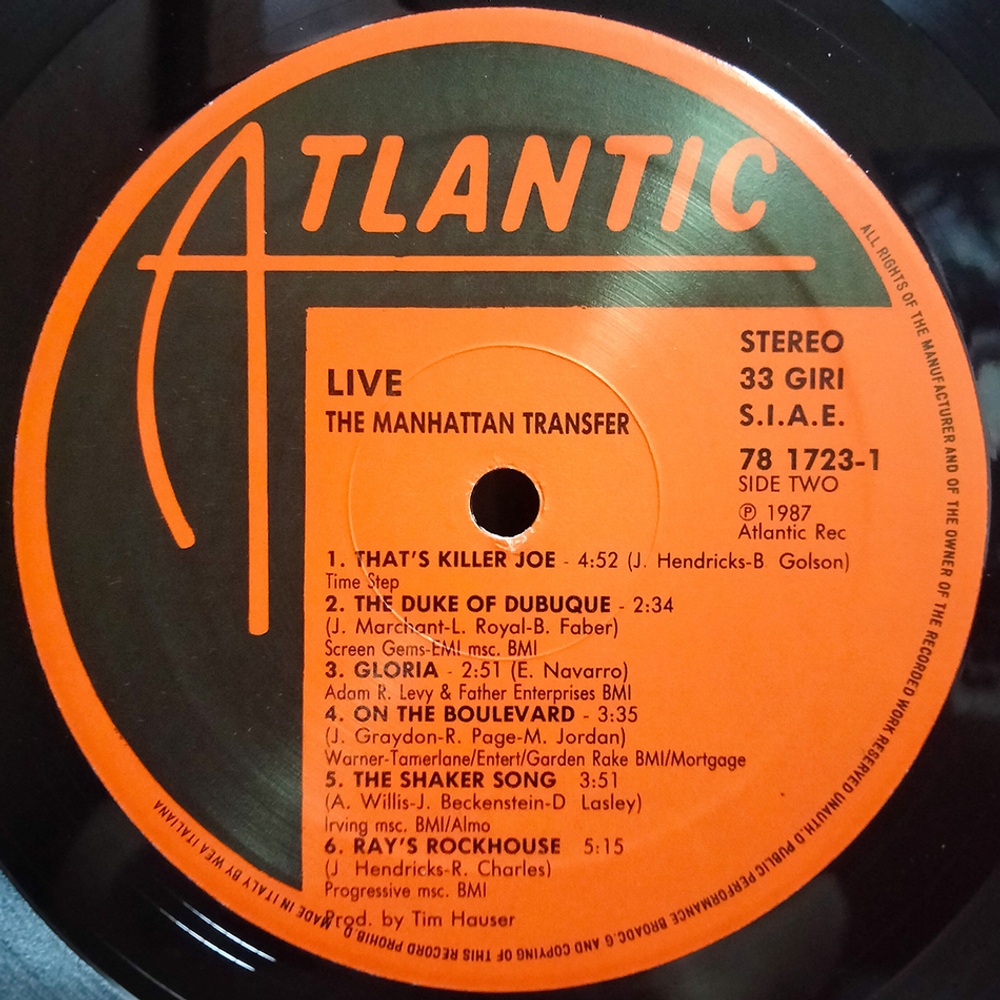 ATLANTIC
LIVE
THE MANHATTAN TRANSFER
STEREO
33 GIRI
S.I.A.E.
78 1723-1
SIDE TWO
℗ 1987
Atlantic Rec
1. THAT'S KILLER JOE - 4:52 (J. Hendricks-B Golson)
Time Step
2. THE DUKE OF DUBUQUE - 2:34
(J. Marchant-L. Royal-B. Faber)
Screen Gems-EMI msc. BMI
3. GLORIA - 2:51 (E. Navarro)
Adam R. Levy & Father Enterprises BMI
4. ON THE BOULEVARD - 3:35
(J. Graydon-R. Page-M. Jordan)
Warner-Tamerlane/Entert/Garden Rake BMI/Mortgage
5. THE SHAKER SONG 3:51
(A. Willis-J. Beckenstein-D Lasley)
Irving msc. BMI/Almo
6. RAY'S ROCKHOUSE 5:15
(J Hendricks-R. Charles)
Progressive msc. BMI
Prod. by Tim Hauser
ALL RIGHTS OF THE MANUFACTURER AND OF THE OWNER OF THE RECORDED WORK RESERVED UNAUTH.D PUBLIC PERFORMANCE BROADC.G AND COPYING OF THIS RECORD PROHIB.D MADE IN ITALY BY WEA ITALIANA